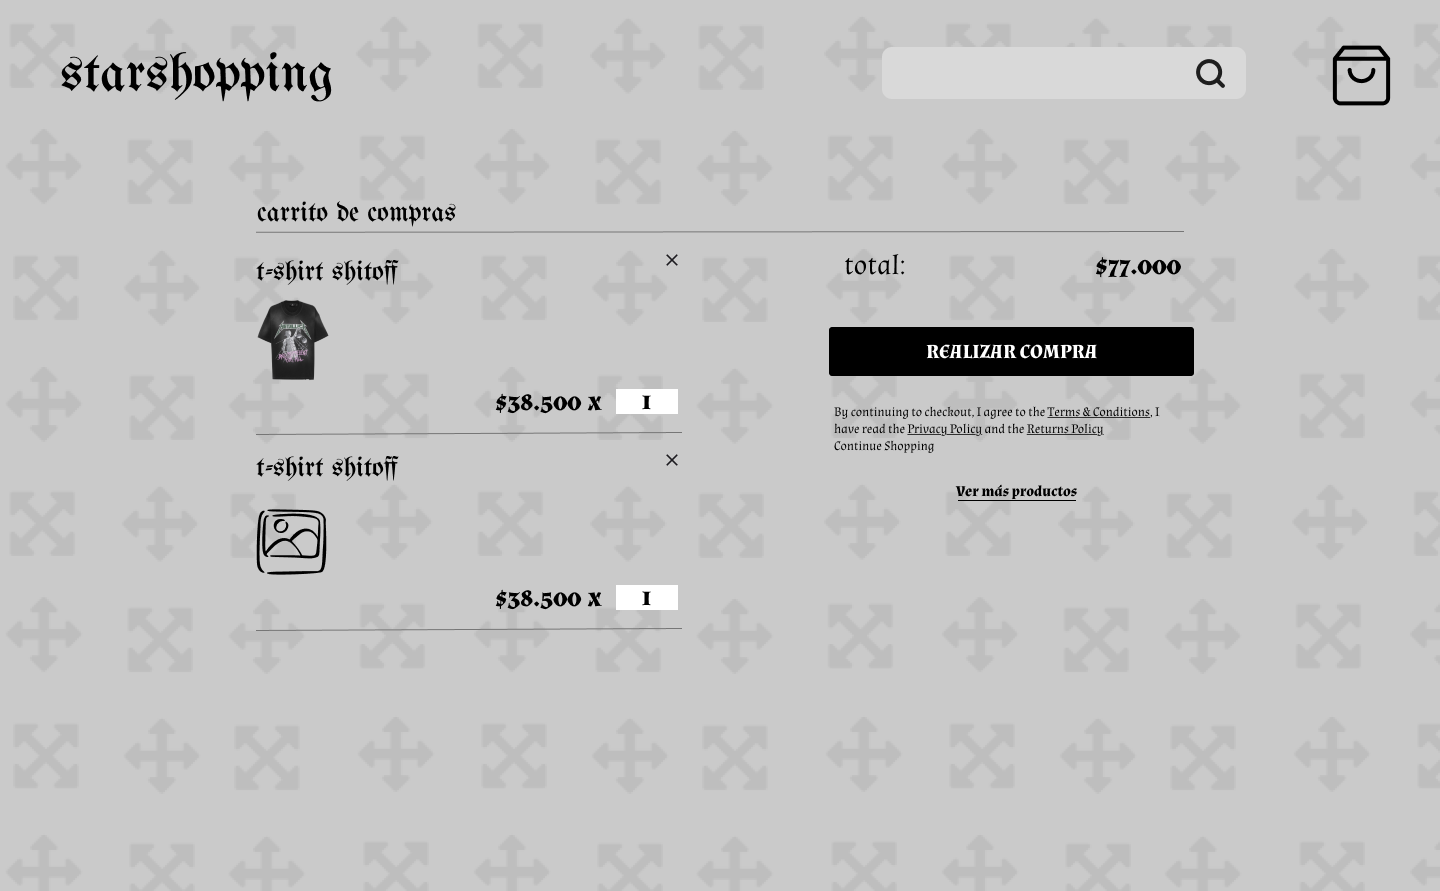 starshopping
carrito de compras
t-shirt shitoff
$38.500 x 1
t-shirt shitoff
$38.500 x 1
total: $77.000
REALIZAR COMPRA
By continuing to checkout, I agree to the Terms & Conditions, I
have read the Privacy Policy and the Returns Policy
Continue Shopping
Ver más productos